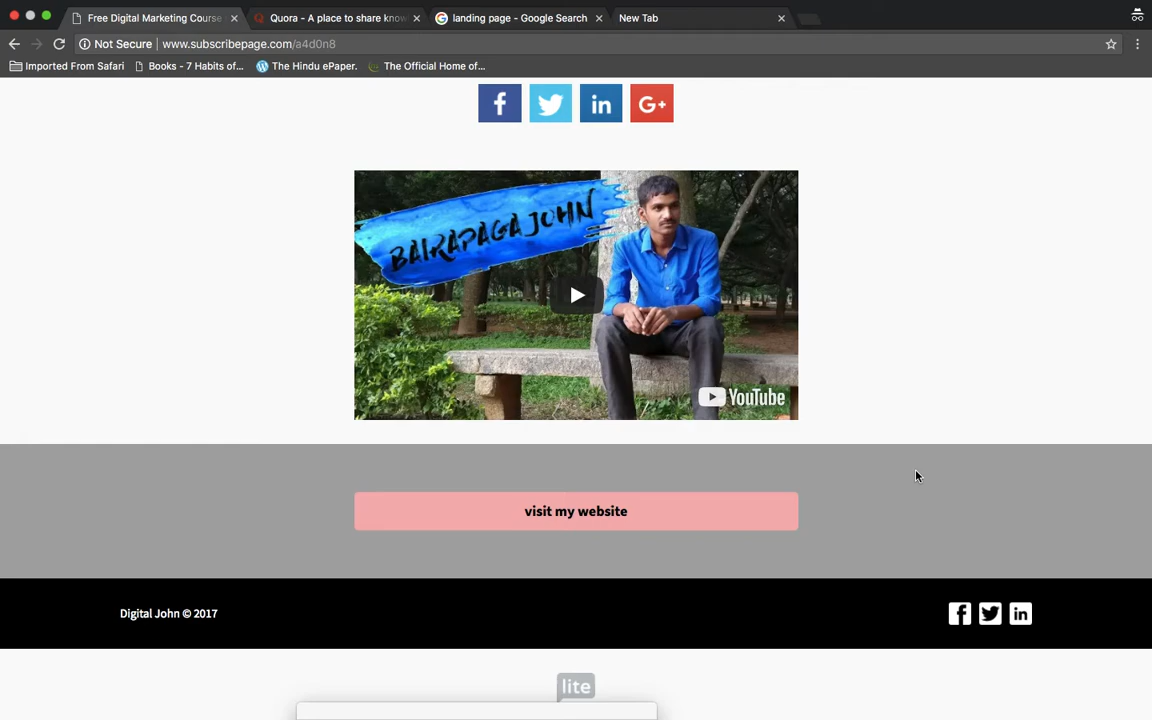 Free Digital Marketing Course
Quora - A place to share know
landing page - Google Search
New Tab
Not Secure | www.subscribepage.com/a4d0n8
Imported From Safari
Books - 7 Habits of...
The Hindu ePaper.
The Official Home of...
f
in
G+
BAIRAPAGA JOHN
YouTube
visit my website
Digital John © 2017
f
in
lite